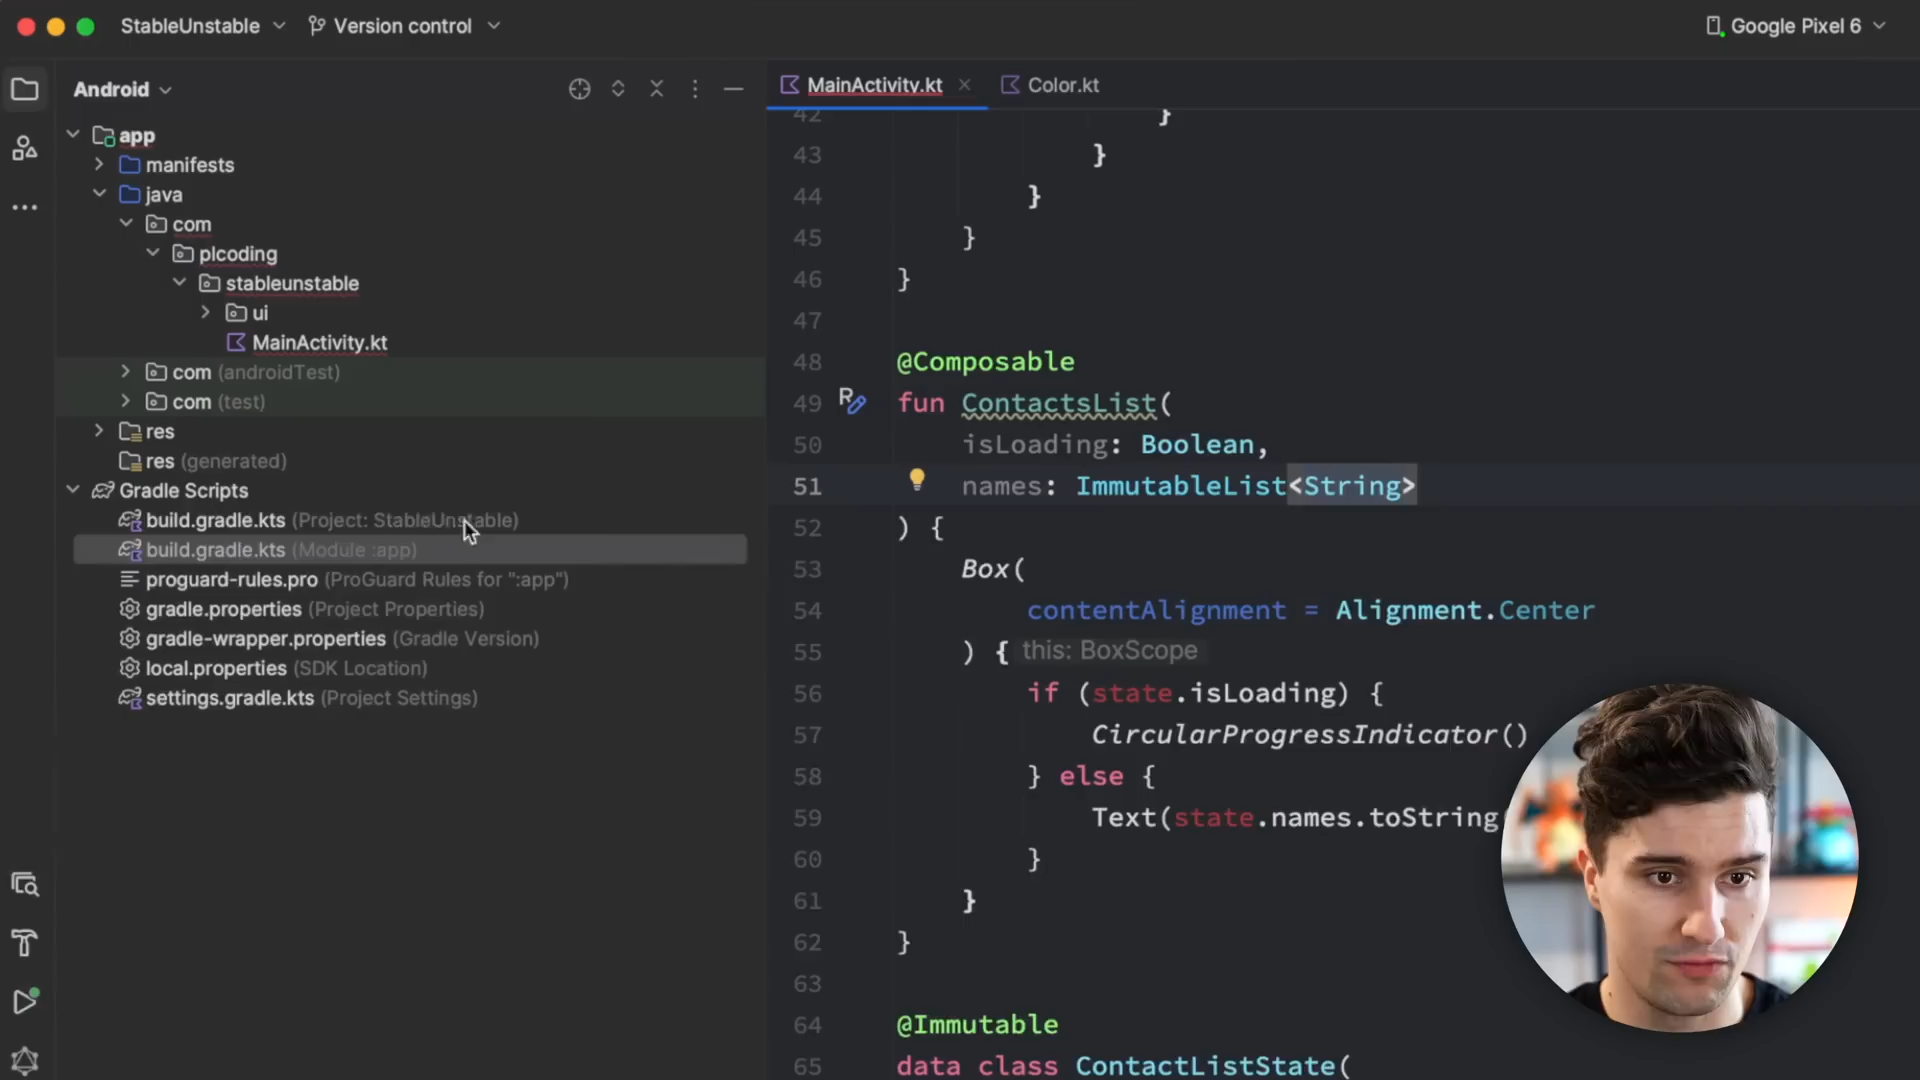 StableUnstable
Version control
Google Pixel 6
Android
app
manifests
java
com
plcoding
stableunstable
ui
MainActivity.kt
com (androidTest)
com (test)
res
res (generated)
Gradle Scripts
build.gradle.kts (Project: StableUnstable)
build.gradle.kts (Module :app)
proguard-rules.pro (ProGuard Rules for ":app")
gradle.properties (Project Properties)
gradle-wrapper.properties (Gradle Version)
local.properties (SDK Location)
settings.gradle.kts (Project Settings)
MainActivity.kt
Color.kt
42 }
43 }
44 }
45 }
46 }
47
48 @Composable
49 fun ContactsList(
50 isLoading: Boolean,
51 names: ImmutableList<String>
52 ) {
53 Box(
54 contentAlignment = Alignment.Center
55 ) { this: BoxScope
56 if (state.isLoading) {
57 CircularProgressIndicator()
58 } else {
59 Text(state.names.toString
60 }
61 }
62 }
63
64 @Immutable
65 data class ContactListState(